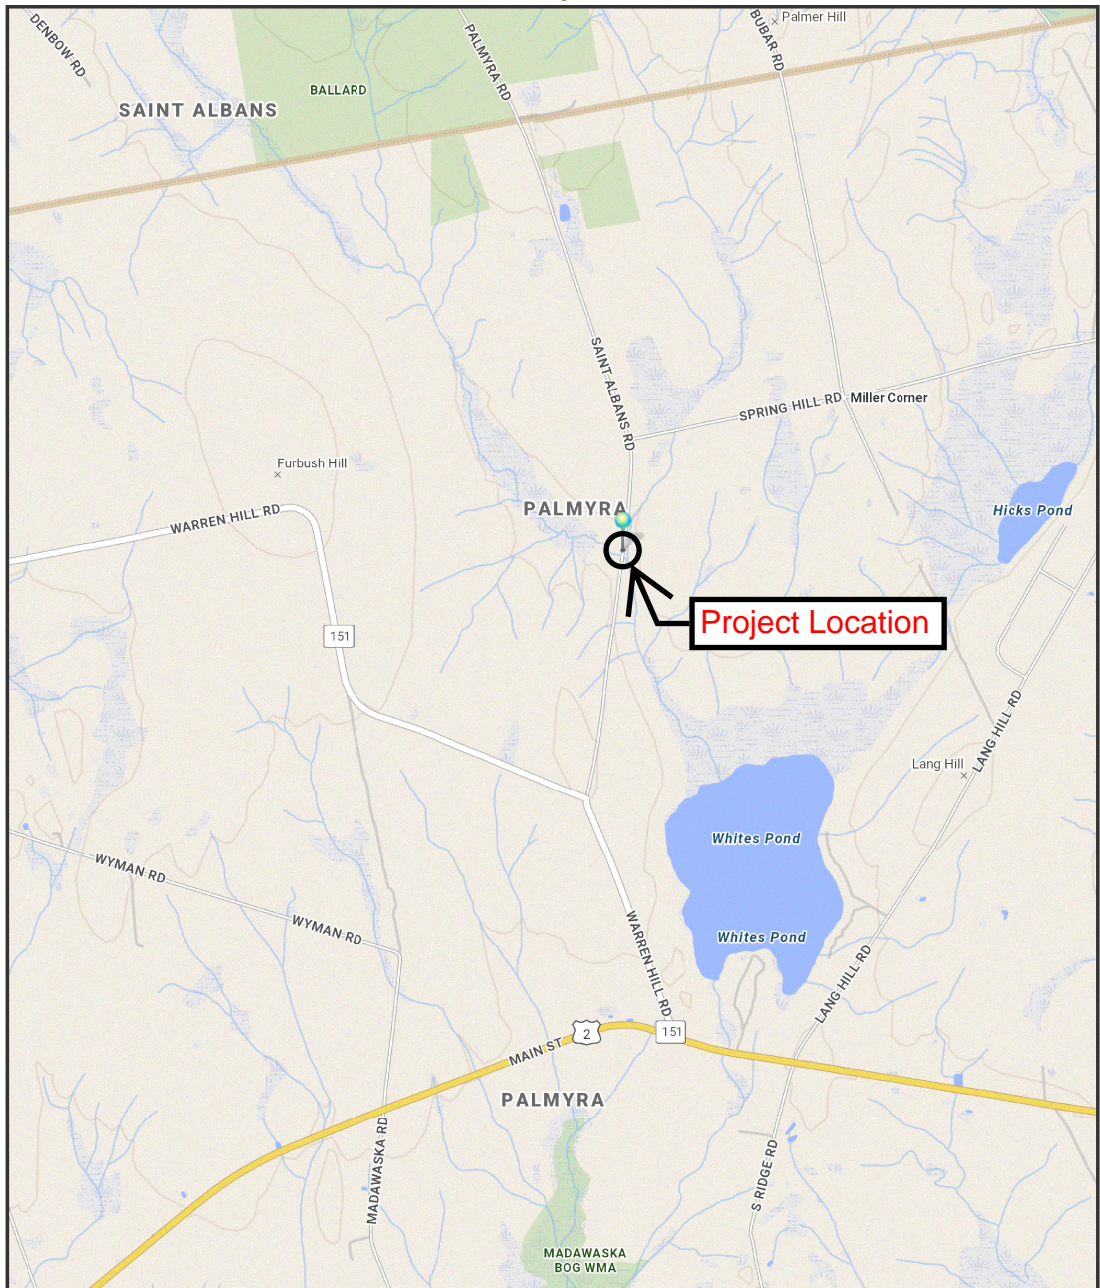 DENBOW RD
PALMYRA RD
BUBAR RD
Palmer Hill
BALLARD
SAINT ALBANS
SAINT ALBANS RD
SPRING HILL RD
Miller Corner
Furbush Hill
WARREN HILL RD
PALMYRA
Hicks Pond
Project Location
151
LANG HILL RD
Lang Hill
Whites Pond
WYMAN RD
WYMAN RD
Whites Pond
WARREN HILL RD
LANG HILL RD
2
151
MAIN ST
PALMYRA
MADAWASKA RD
S RIDGE RD
MADAWASKA
BOG WMA